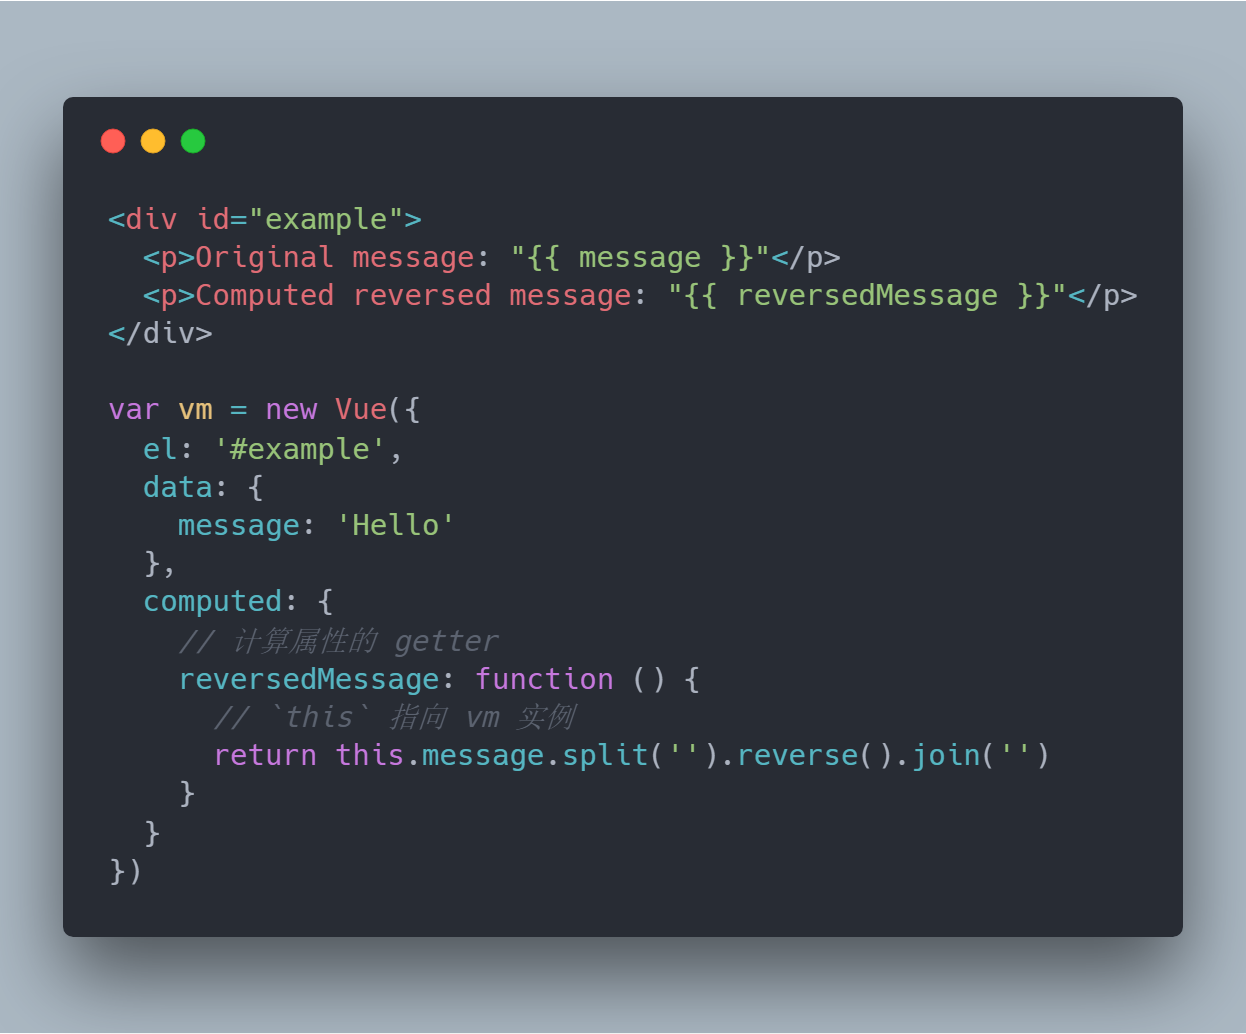 <div id="example">
  <p>Original message: "{{ message }}"</p>
  <p>Computed reversed message: "{{ reversedMessage }}"</p>
</div>

var vm = new Vue({
  el: '#example',
  data: {
    message: 'Hello'
  },
  computed: {
    // 计算属性的 getter
    reversedMessage: function () {
      // `this` 指向 vm 实例
      return this.message.split('').reverse().join('')
    }
  }
})